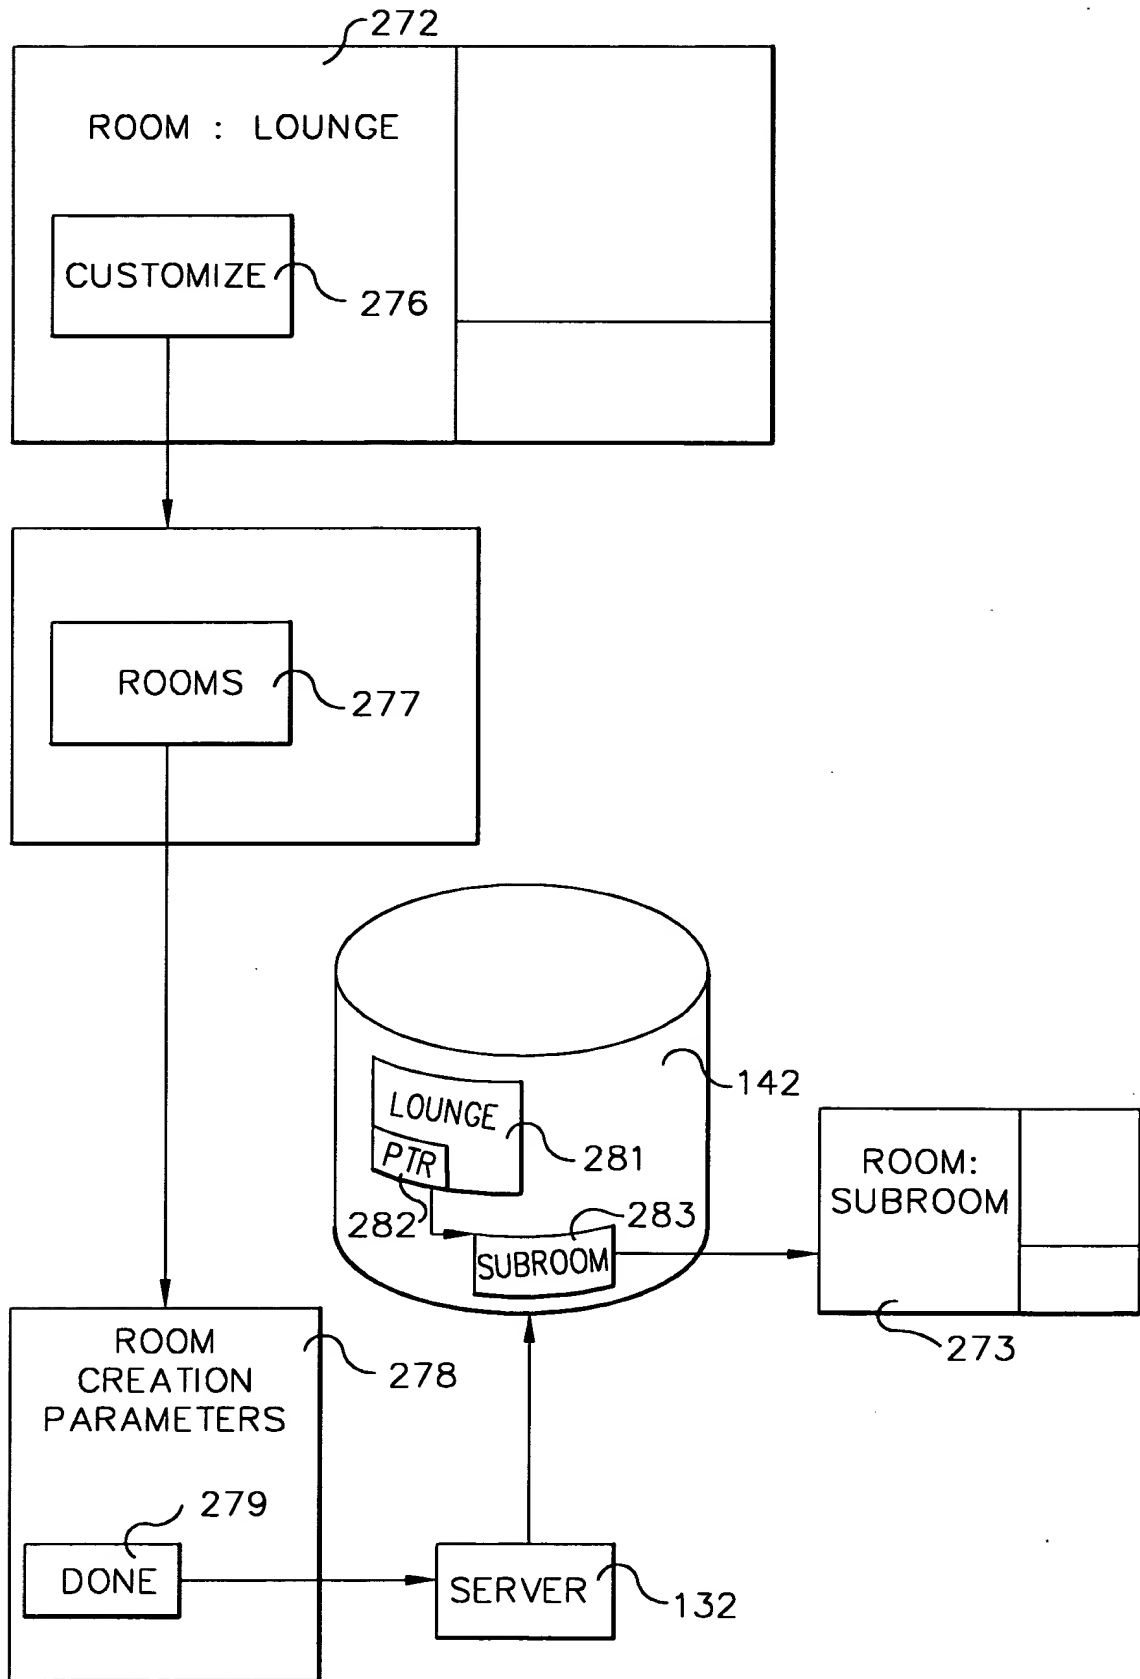 272
ROOM : LOUNGE
CUSTOMIZE
276
ROOMS
277
142
LOUNGE
281
PTR
282
283
SUBROOM
ROOM:
SUBROOM
273
ROOM
CREATION
PARAMETERS
278
279
DONE
SERVER
132